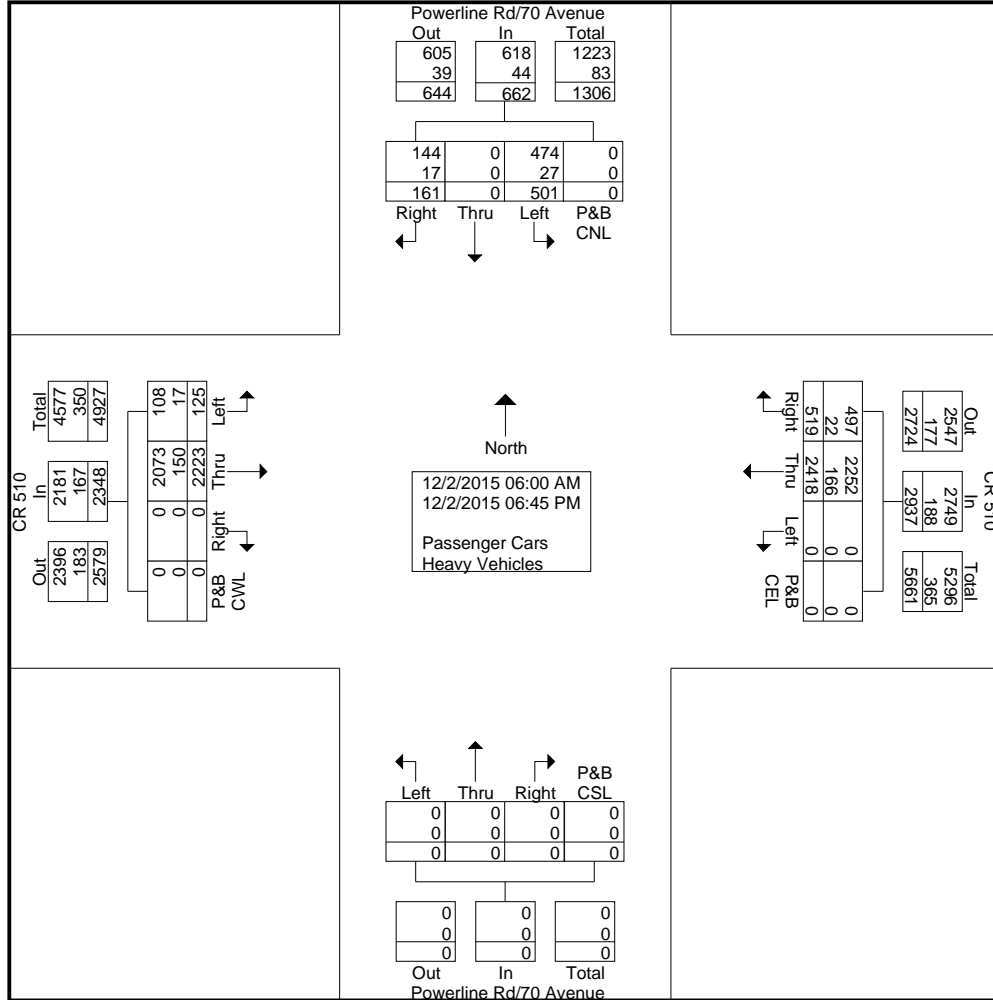 Powerline Rd/70 Avenue
Out In Total
605 618 1223
39 44 83
644 662 1306
144 0 474 0
17 0 27 0
161 0 501 0
Right Thru Left P&B
CNL
CR 510
Total In Out
4577 2181 2396
350 167 183
4927 2348 2579
108 2073 0 0
17 150 0 0
125 2223 0 0
Left Thru Right P&B
CWL
North
12/2/2015 06:00 AM
12/2/2015 06:45 PM
Passenger Cars
Heavy Vehicles
CR 510
Out In Total
2547 2749 5296
177 188 365
2724 2937 5661
497 2252 0 0
22 166 0 0
519 2418 0 0
Right Thru Left P&B
CEL
P&B
Left Thru Right CSL
0 0 0 0
0 0 0 0
0 0 0 0
0 0 0
0 0 0
0 0 0
Out In Total
Powerline Rd/70 Avenue